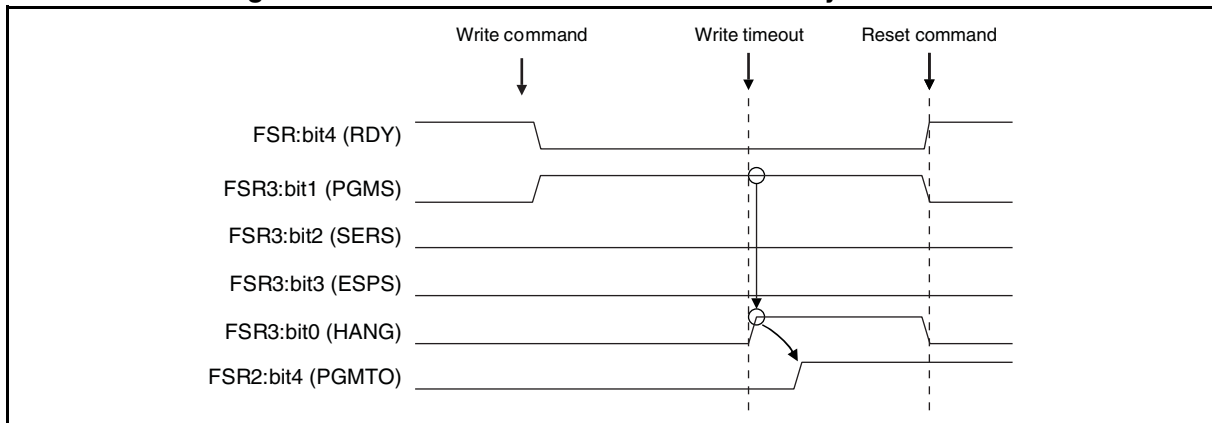 Write command Write timeout Reset command
FSR:bit4 (RDY)
FSR3:bit1 (PGMS)
FSR3:bit2 (SERS)
FSR3:bit3 (ESPS)
FSR3:bit0 (HANG)
FSR2:bit4 (PGMTO)